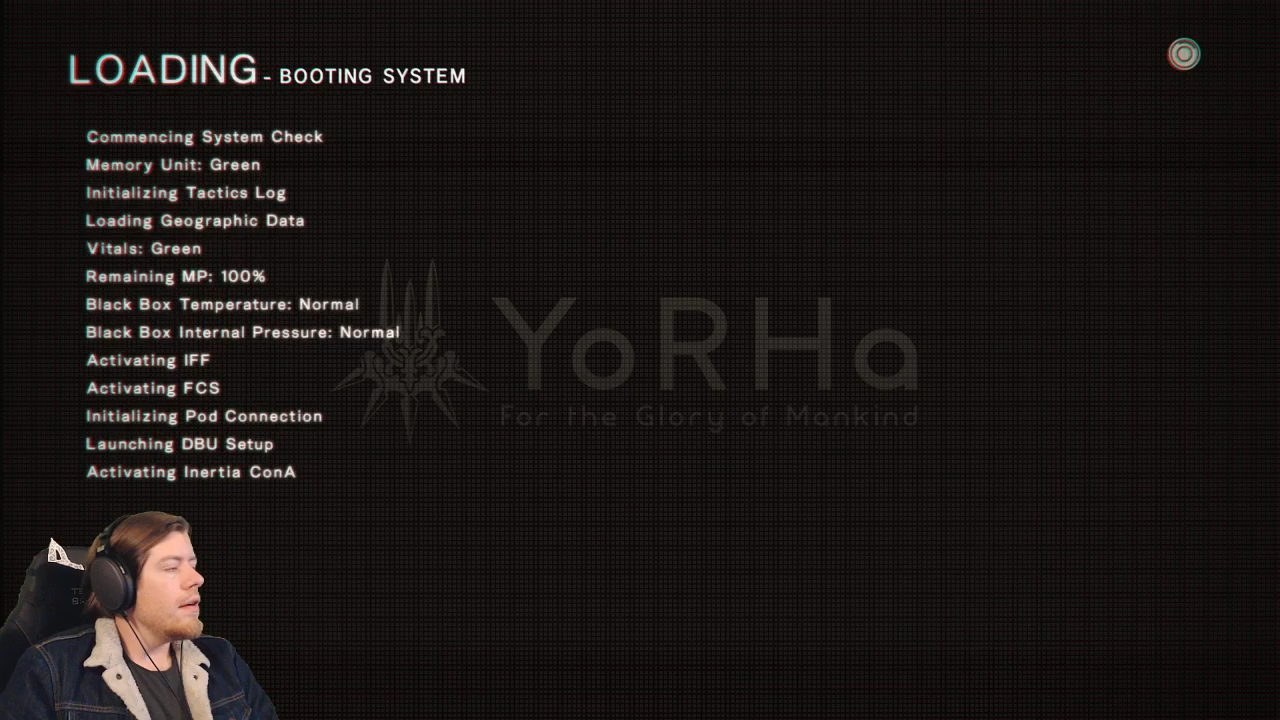 LOADING - BOOTING SYSTEM
Commencing System Check
Memory Unit: Green
Initializing Tactics Log
Loading Geographic Data
Vitals: Green
Remaining MP: 100%
Black Box Temperature: Normal
Black Box Internal Pressure: Normal
Activating IFF
Activating FCS
Initializing Pod Connection
Launching DBU Setup
Activating Inertia ConA
YoRHa
For the Glory of Mankind